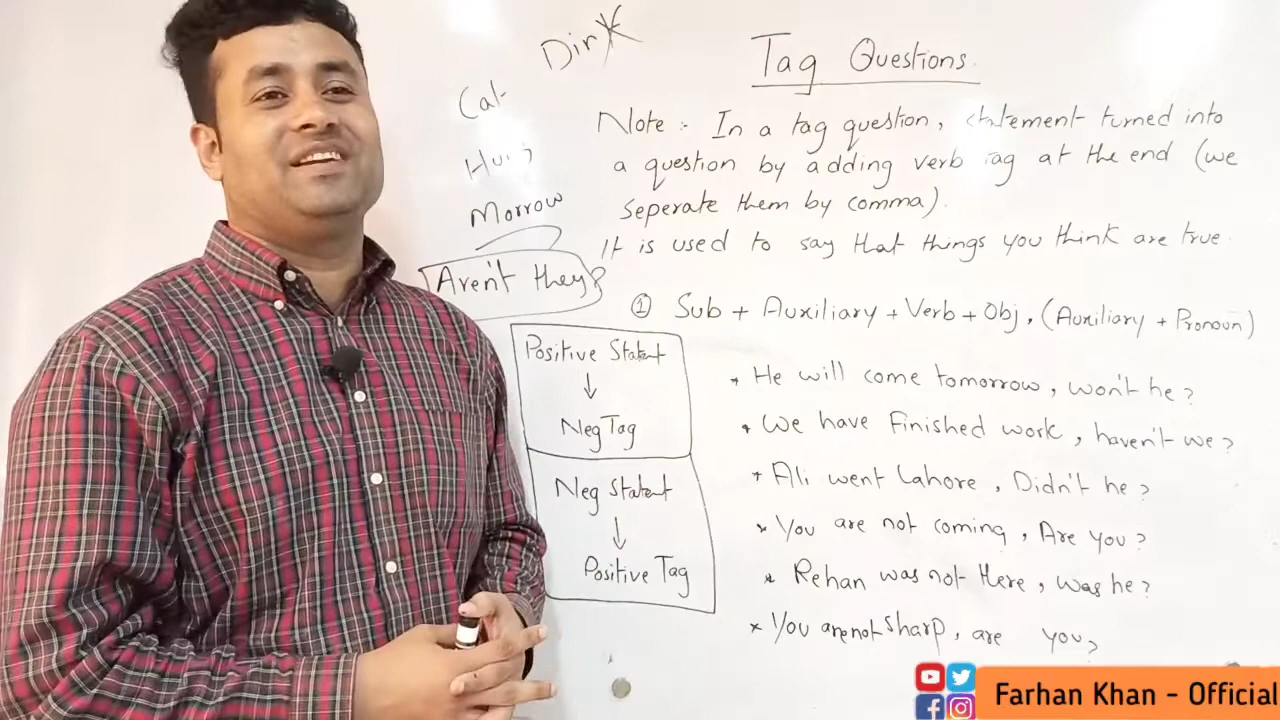 Dirk
Cal-
Morrow
Aren't they?
Positive Statent
Neg Tag
Neg Statent
Positive Tag
Tag Questions
Note :- In a tag question, statement turned into
a question by adding verb Tag at the end (we
seperate them by comma).
It is used to say that things you think are true.
① Sub + Auxiliary + Verb + Obj, (Auxiliary + Pronoun)
* He will come tomorrow, won't he?
* We have Finished work, haven't we?
* Ali went Lahore, Didn't he?
* You are not coming, Are you?
* Rehan was not there, was he?
* You are not sharp, are you?
Farhan Khan - Official